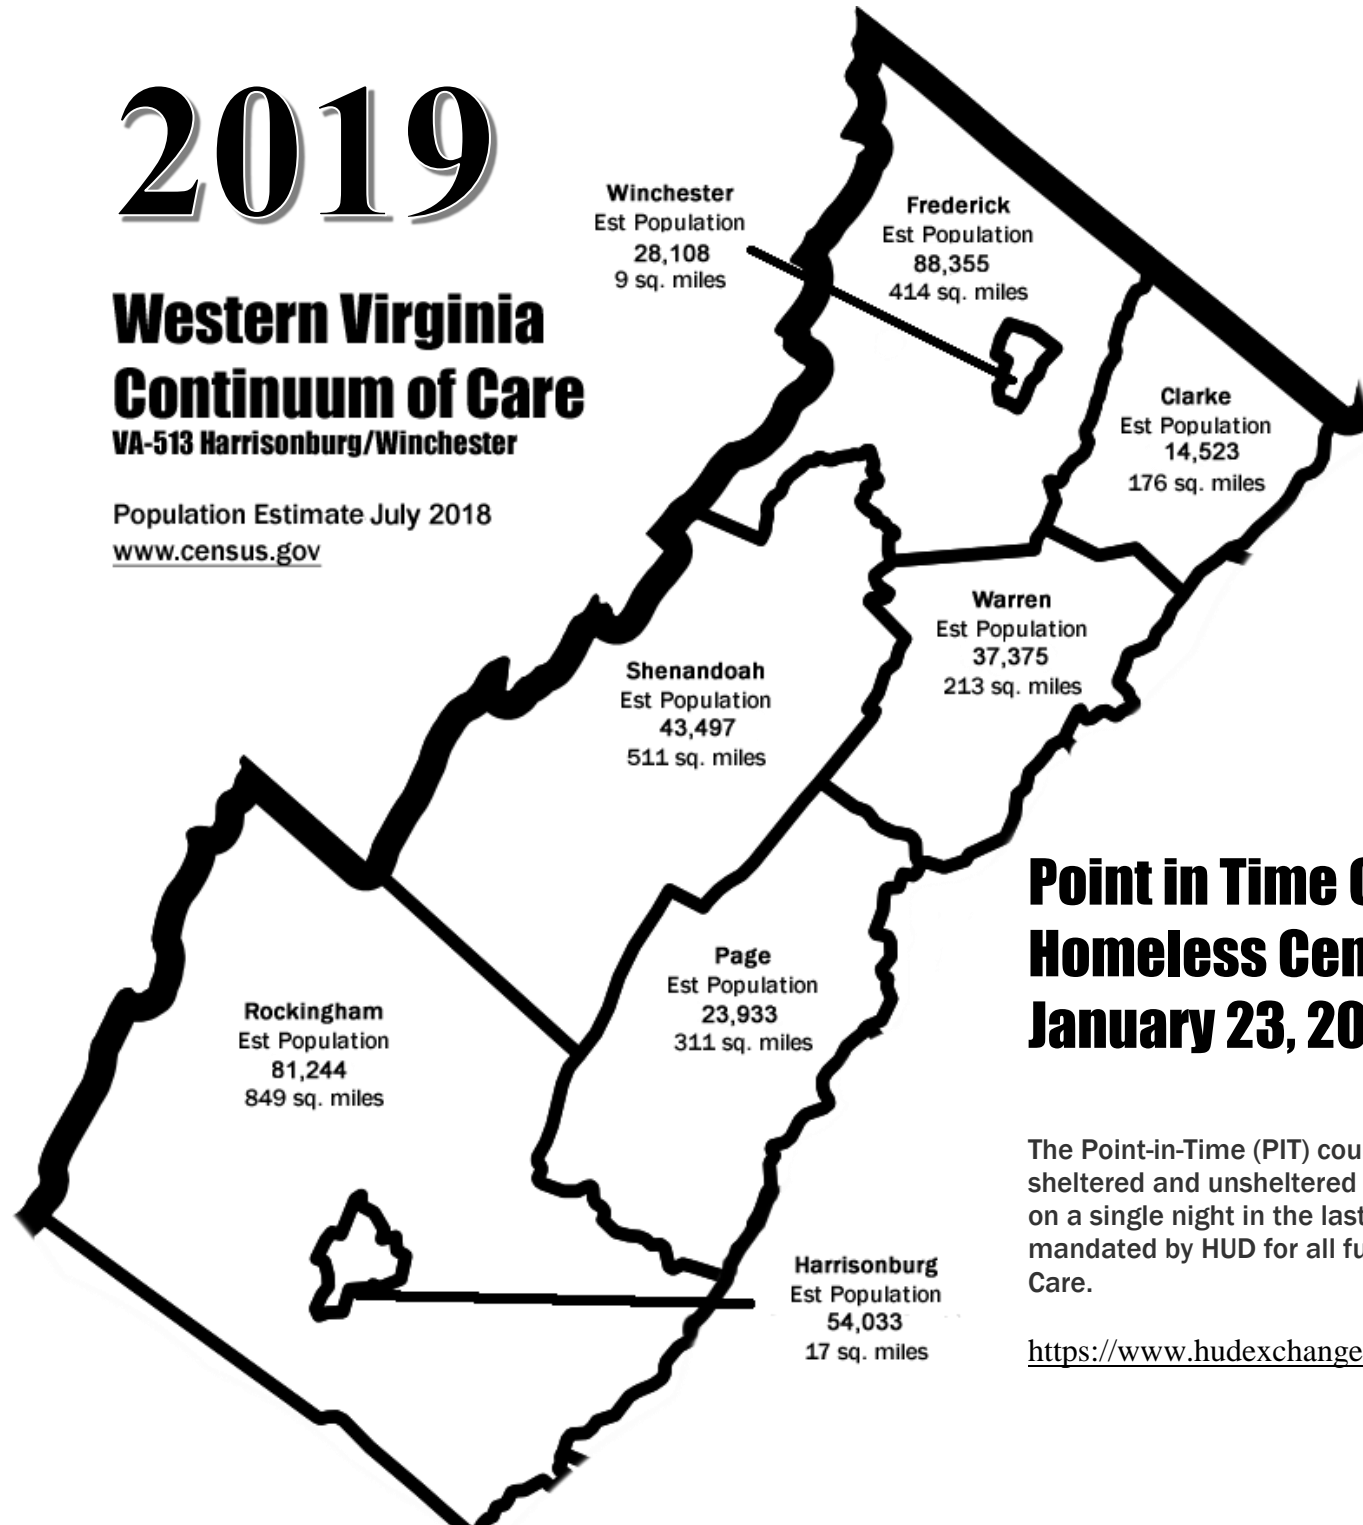 2019
Western Virginia
Continuum of Care
VA-513 Harrisonburg/Winchester
Population Estimate July 2018
www.census.gov
Winchester
Est Population
28,108
9 sq. miles
Frederick
Est Population
88,355
414 sq. miles
Clarke
Est Population
14,523
176 sq. miles
Warren
Est Population
37,375
213 sq. miles
Shenandoah
Est Population
43,497
511 sq. miles
Page
Est Population
23,933
311 sq. miles
Rockingham
Est Population
81,244
849 sq. miles
Harrisonburg
Est Population
54,033
17 sq. miles
Point in Time
Homeless
January 23,
The Point-in-Time (PIT)
sheltered and unsheltered
on a single night in the last
mandated by HUD for all
Care.
https://www.hudexchange